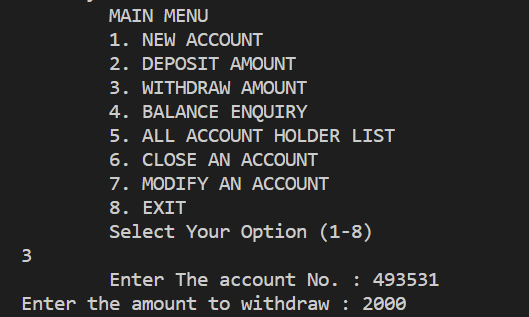 MAIN MENU
1. NEW ACCOUNT
2. DEPOSIT AMOUNT
3. WITHDRAW AMOUNT
4. BALANCE ENQUIRY
5. ALL ACCOUNT HOLDER LIST
6. CLOSE AN ACCOUNT
7. MODIFY AN ACCOUNT
8. EXIT
Select Your Option (1-8)
3
Enter The account No. : 493531
Enter the amount to withdraw : 2000